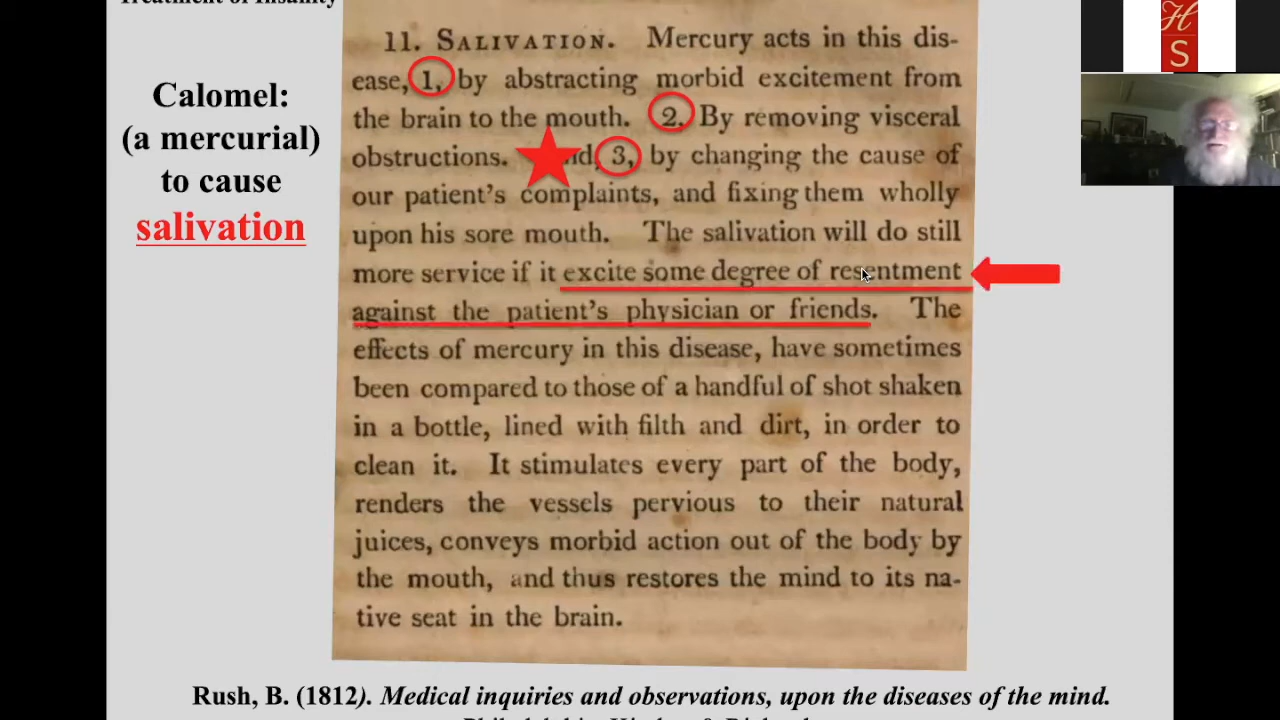 Treatment of Insanity
Calomel:
(a mercurial)
to cause
salivation
11. SALIVATION. Mercury acts in this dis-
ease, 1, by abstracting morbid excitement from
the brain to the mouth. 2. By removing visceral
obstructions. nd, 3, by changing the cause of
our patient's complaints, and fixing them wholly
upon his sore mouth. The salivation will do still
more service if it excite some degree of resentment
against the patient's physician or friends. The
effects of mercury in this disease, have sometimes
been compared to those of a handful of shot shaken
in a bottle, lined with filth and dirt, in order to
clean it. It stimulates every part of the body,
renders the vessels pervious to their natural
juices, conveys morbid action out of the body by
the mouth, and thus restores the mind to its na-
tive seat in the brain.
Rush, B. (1812). Medical inquiries and observations, upon the diseases of the mind.
H
S